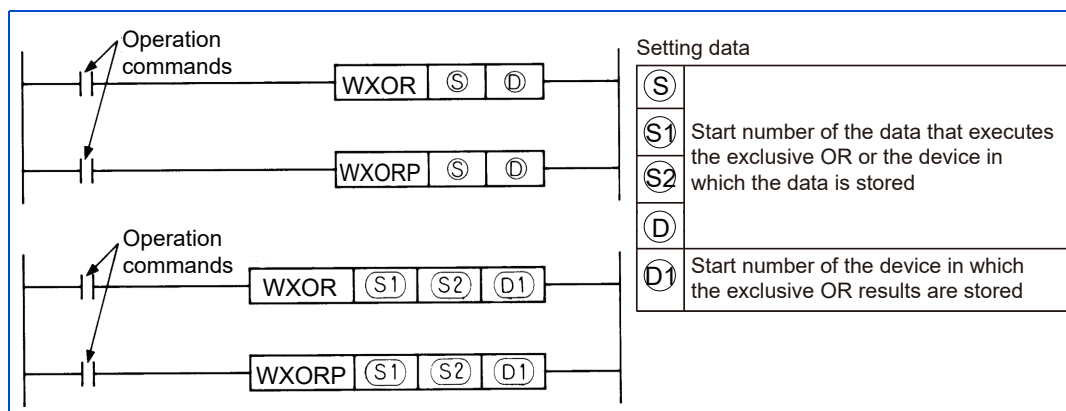 Operation
commands
WXOR Ⓢ Ⓓ
WXORP Ⓢ Ⓓ
Operation
commands
WXOR S1 S2 D1
WXORP S1 S2 D1
Setting data
Ⓢ
S1
S2
Ⓓ
Start number of the data that executes
the exclusive OR or the device in
which the data is stored
D1
Start number of the device in which
the exclusive OR results are stored